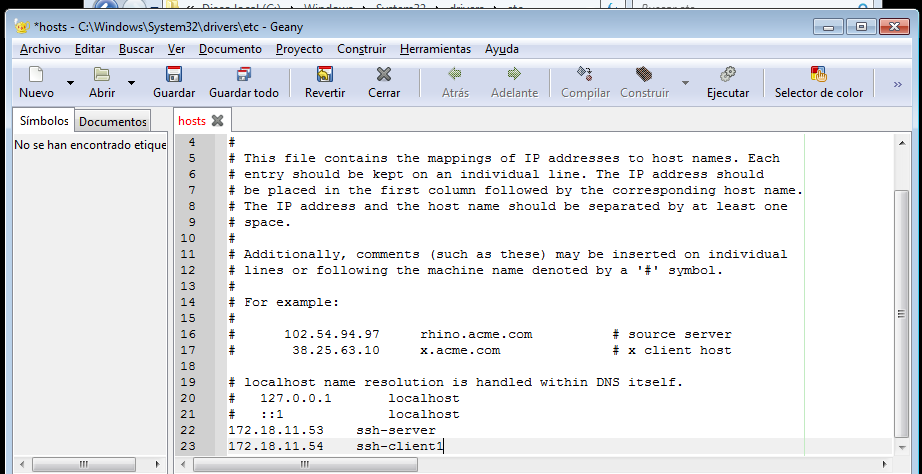 *hosts - C:\Windows\System32\drivers\etc - Geany
Archivo Editar Buscar Ver Documento Proyecto Construir Herramientas Ayuda
Nuevo Abrir Guardar Guardar todo Revertir Cerrar Atrás Adelante Compilar Construir Ejecutar Selector de color »
Símbolos Documentos hosts
No se han encontrado etique
4 #
5 # This file contains the mappings of IP addresses to host names. Each
6 # entry should be kept on an individual line. The IP address should
7 # be placed in the first column followed by the corresponding host name.
8 # The IP address and the host name should be separated by at least one
9 # space.
10 #
11 # Additionally, comments (such as these) may be inserted on individual
12 # lines or following the machine name denoted by a '#' symbol.
13 #
14 # For example:
15 #
16 #      102.54.94.97     rhino.acme.com          # source server
17 #       38.25.63.10     x.acme.com              # x client host
18
19 # localhost name resolution is handled within DNS itself.
20 #   127.0.0.1       localhost
21 #   ::1             localhost
22 172.18.11.53    ssh-server
23 172.18.11.54    ssh-client1